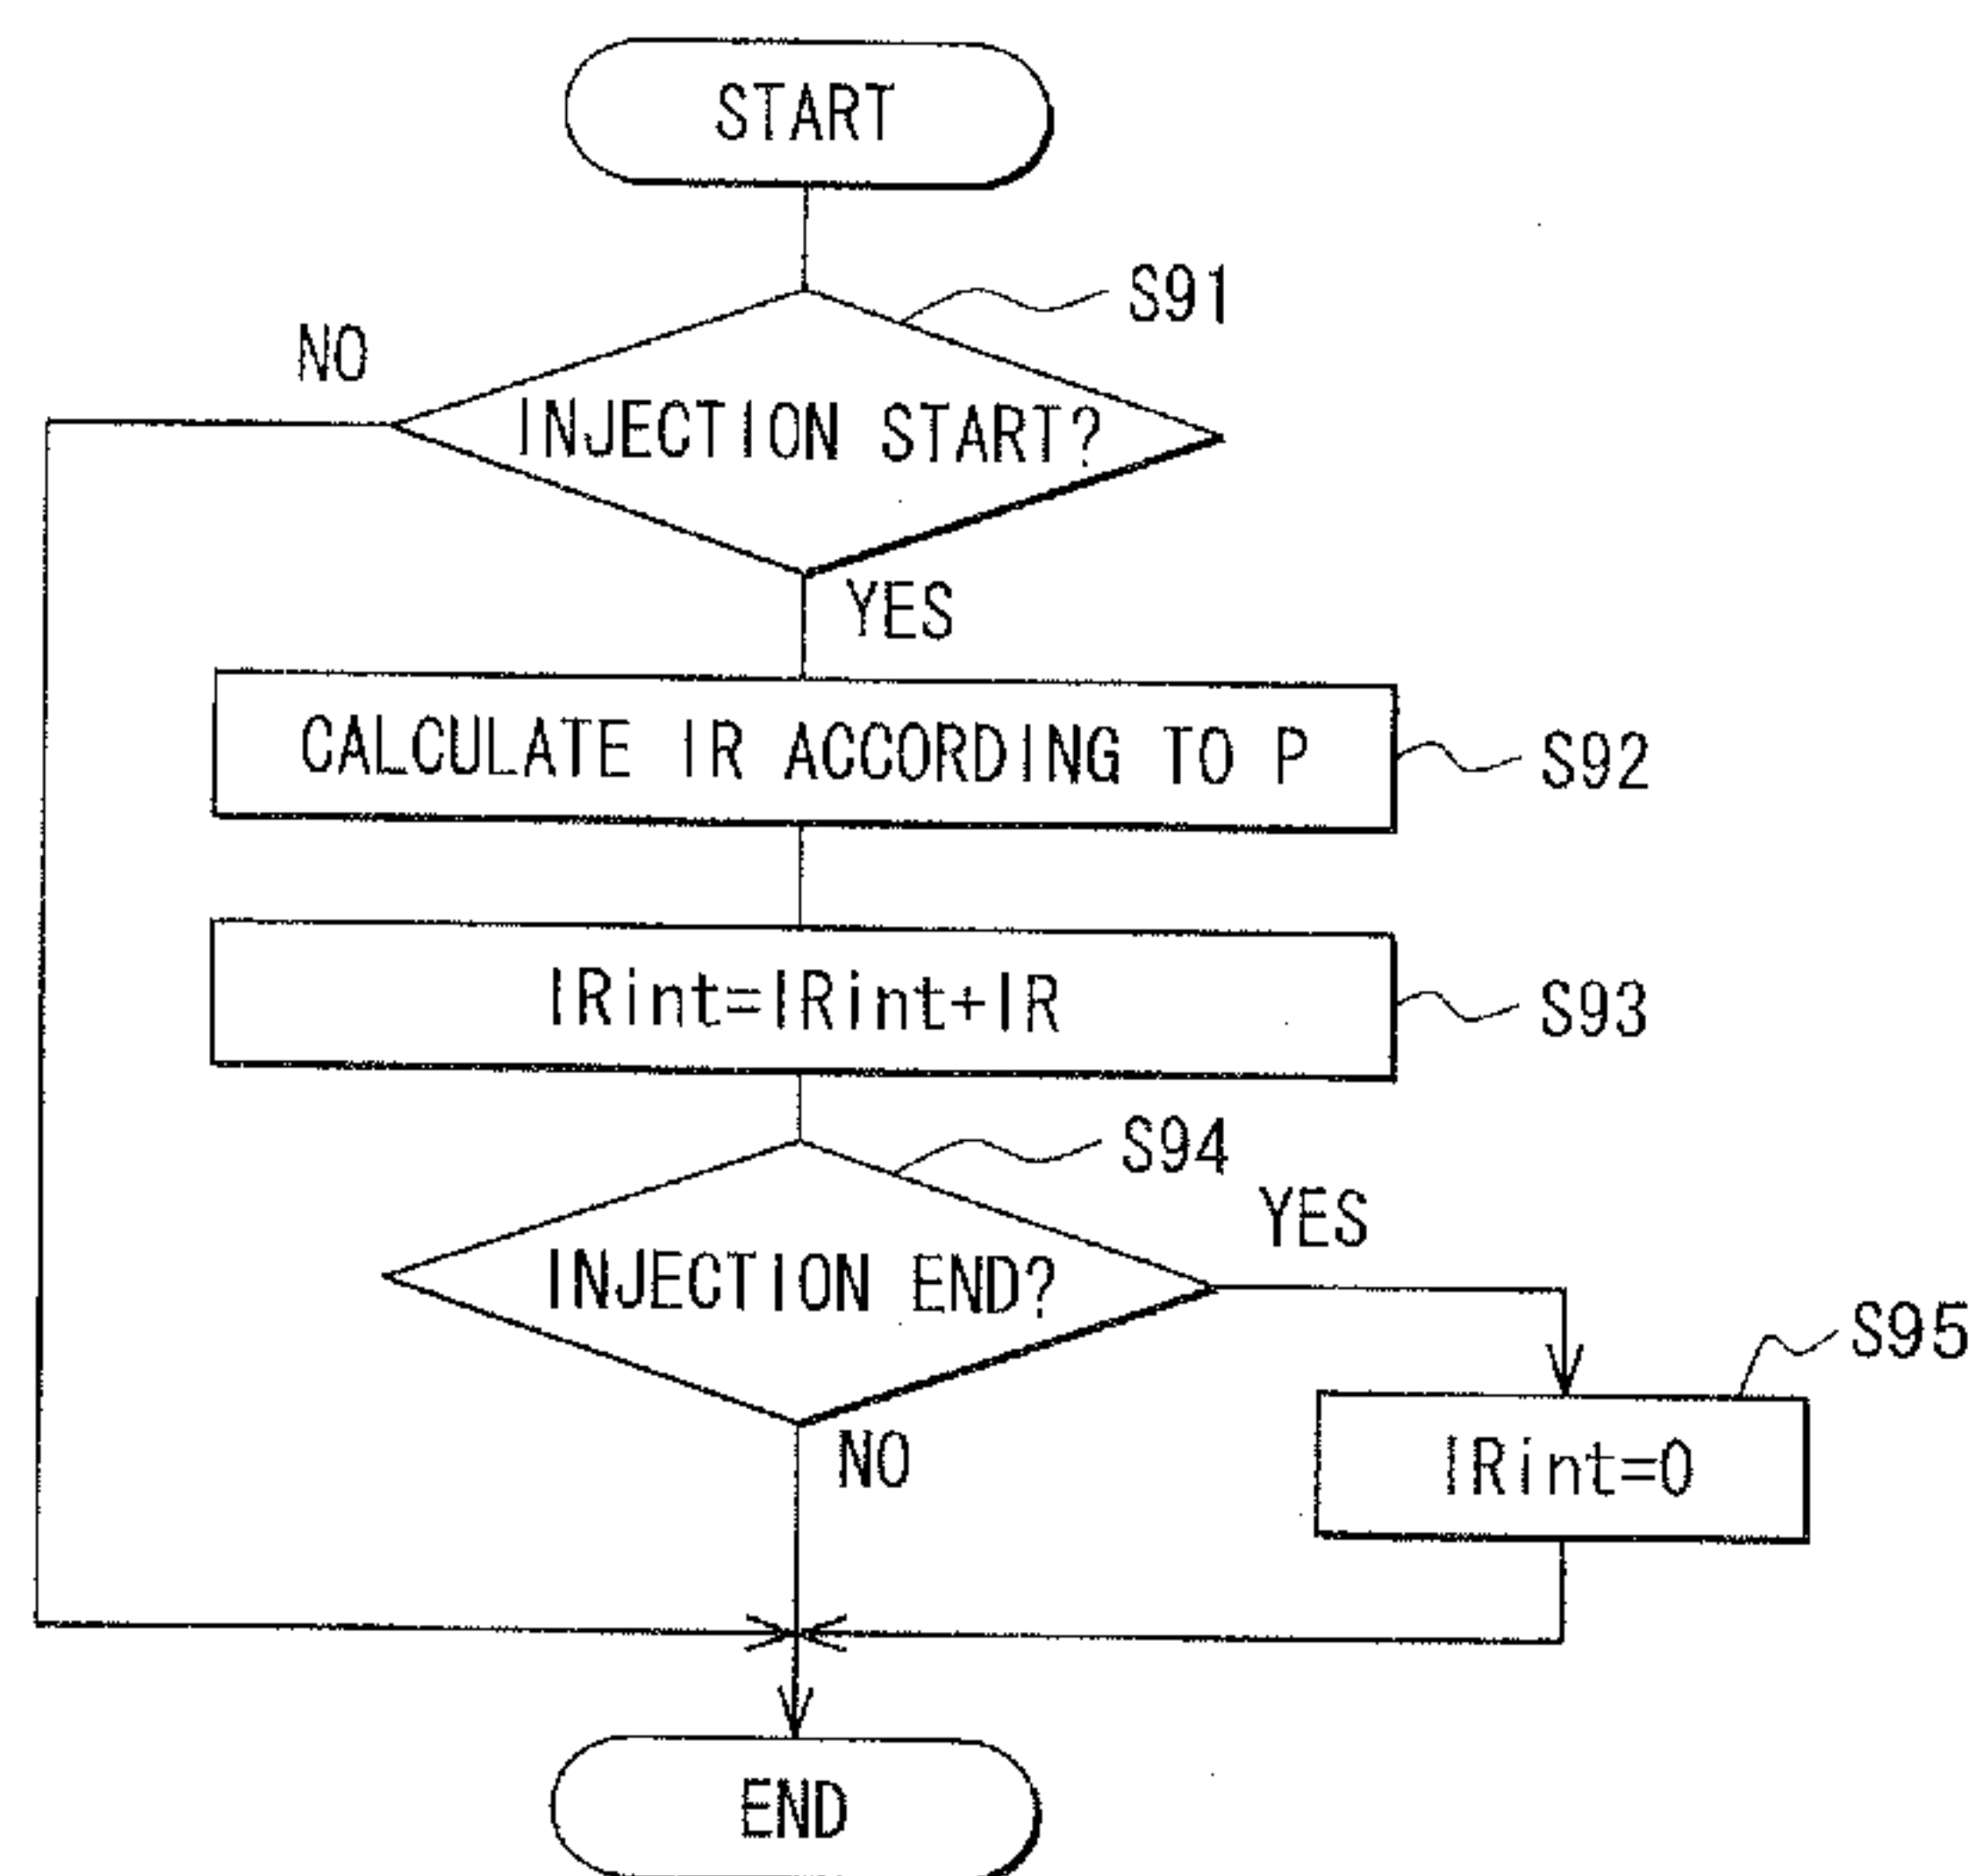 START
S91
NO
INJECTION START?
YES
CALCULATE IR ACCORDING TO P
S92
IRint=IRint+IR
S93
S94
YES
INJECTION END?
S95
NO
IRint=0
END